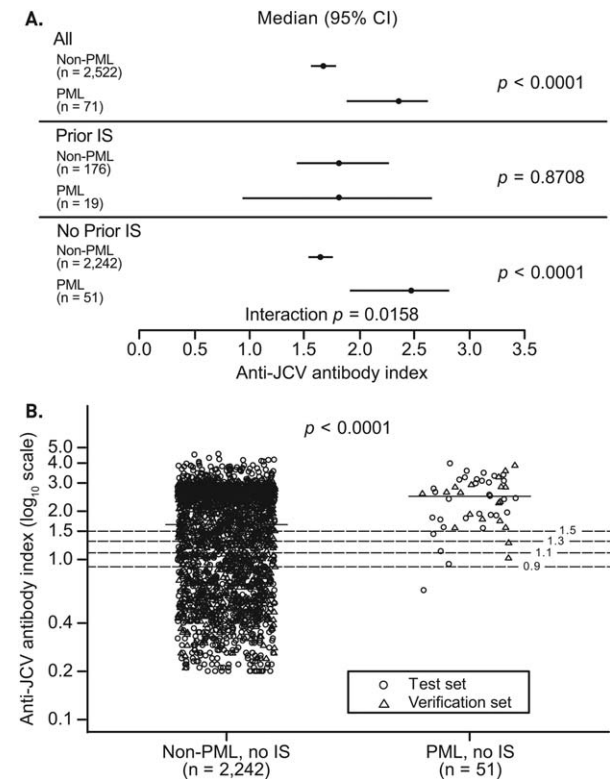 A.
Median (95% CI)
All
Non-PML
(n = 2,522)
PML
(n = 71)
p < 0.0001
Prior IS
Non-PML
(n = 176)
PML
(n = 19)
p = 0.8708
No Prior IS
Non-PML
(n = 2,242)
PML
(n = 51)
p < 0.0001
Interaction p = 0.0158
0.0 0.5 1.0 1.5 2.0 2.5 3.0 3.5
Anti-JCV antibody index
B.
p < 0.0001
Anti-JCV antibody index (log10 scale)
5.0
4.0
3.0
2.0
1.5
1.0
0.4
0.2
0.1
1.5
1.3
1.1
0.9
Test set
Verification set
Non-PML, no IS
(n = 2,242)
PML, no IS
(n = 51)